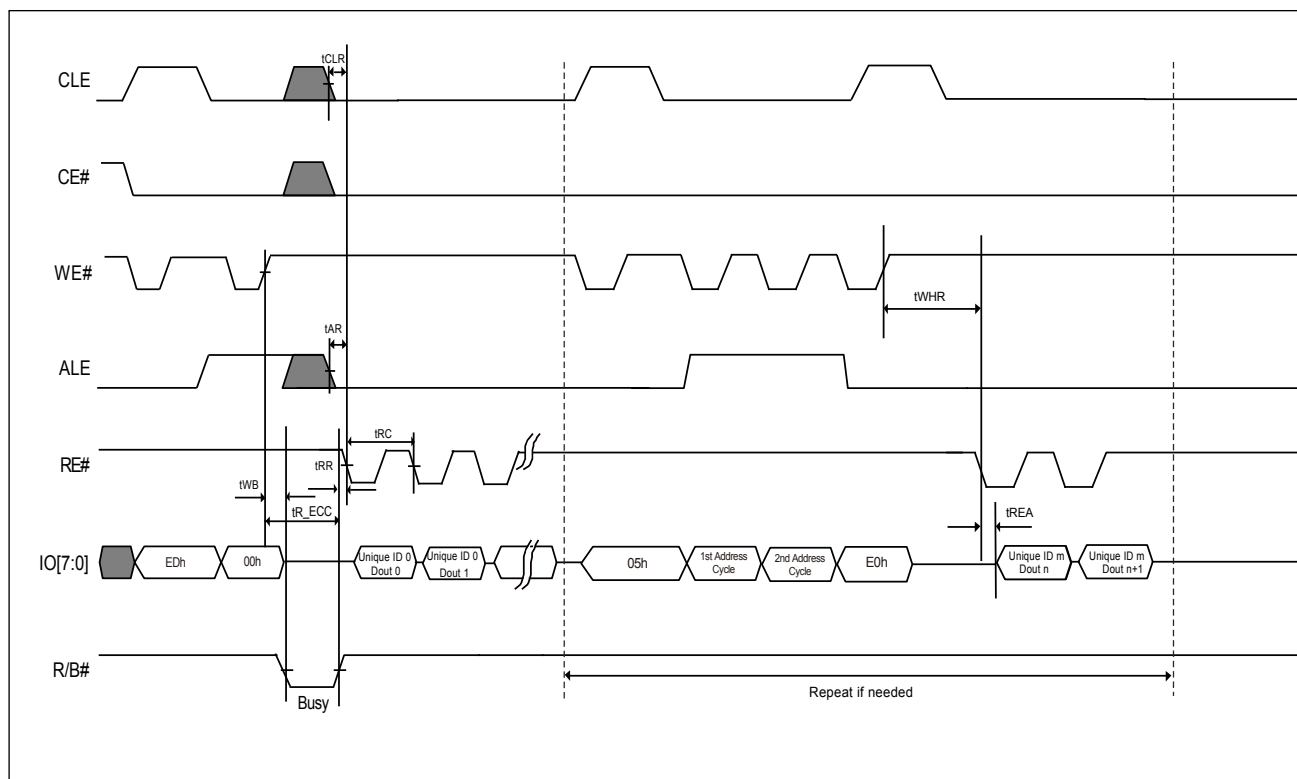 tCLR
CLE
CE#
WE#
tWHR
tAR
ALE
tRC
RE#
tRR
tWB
tREA
tR_ECC
IO[7:0]
EDh
00h
Unique ID 0
Dout 0
Unique ID 0
Dout 1
05h
1st Address
Cycle
2nd Address
Cycle
E0h
Unique ID m
Dout n
Unique ID m
Dout n+1
R/B#
Busy
Repeat if needed